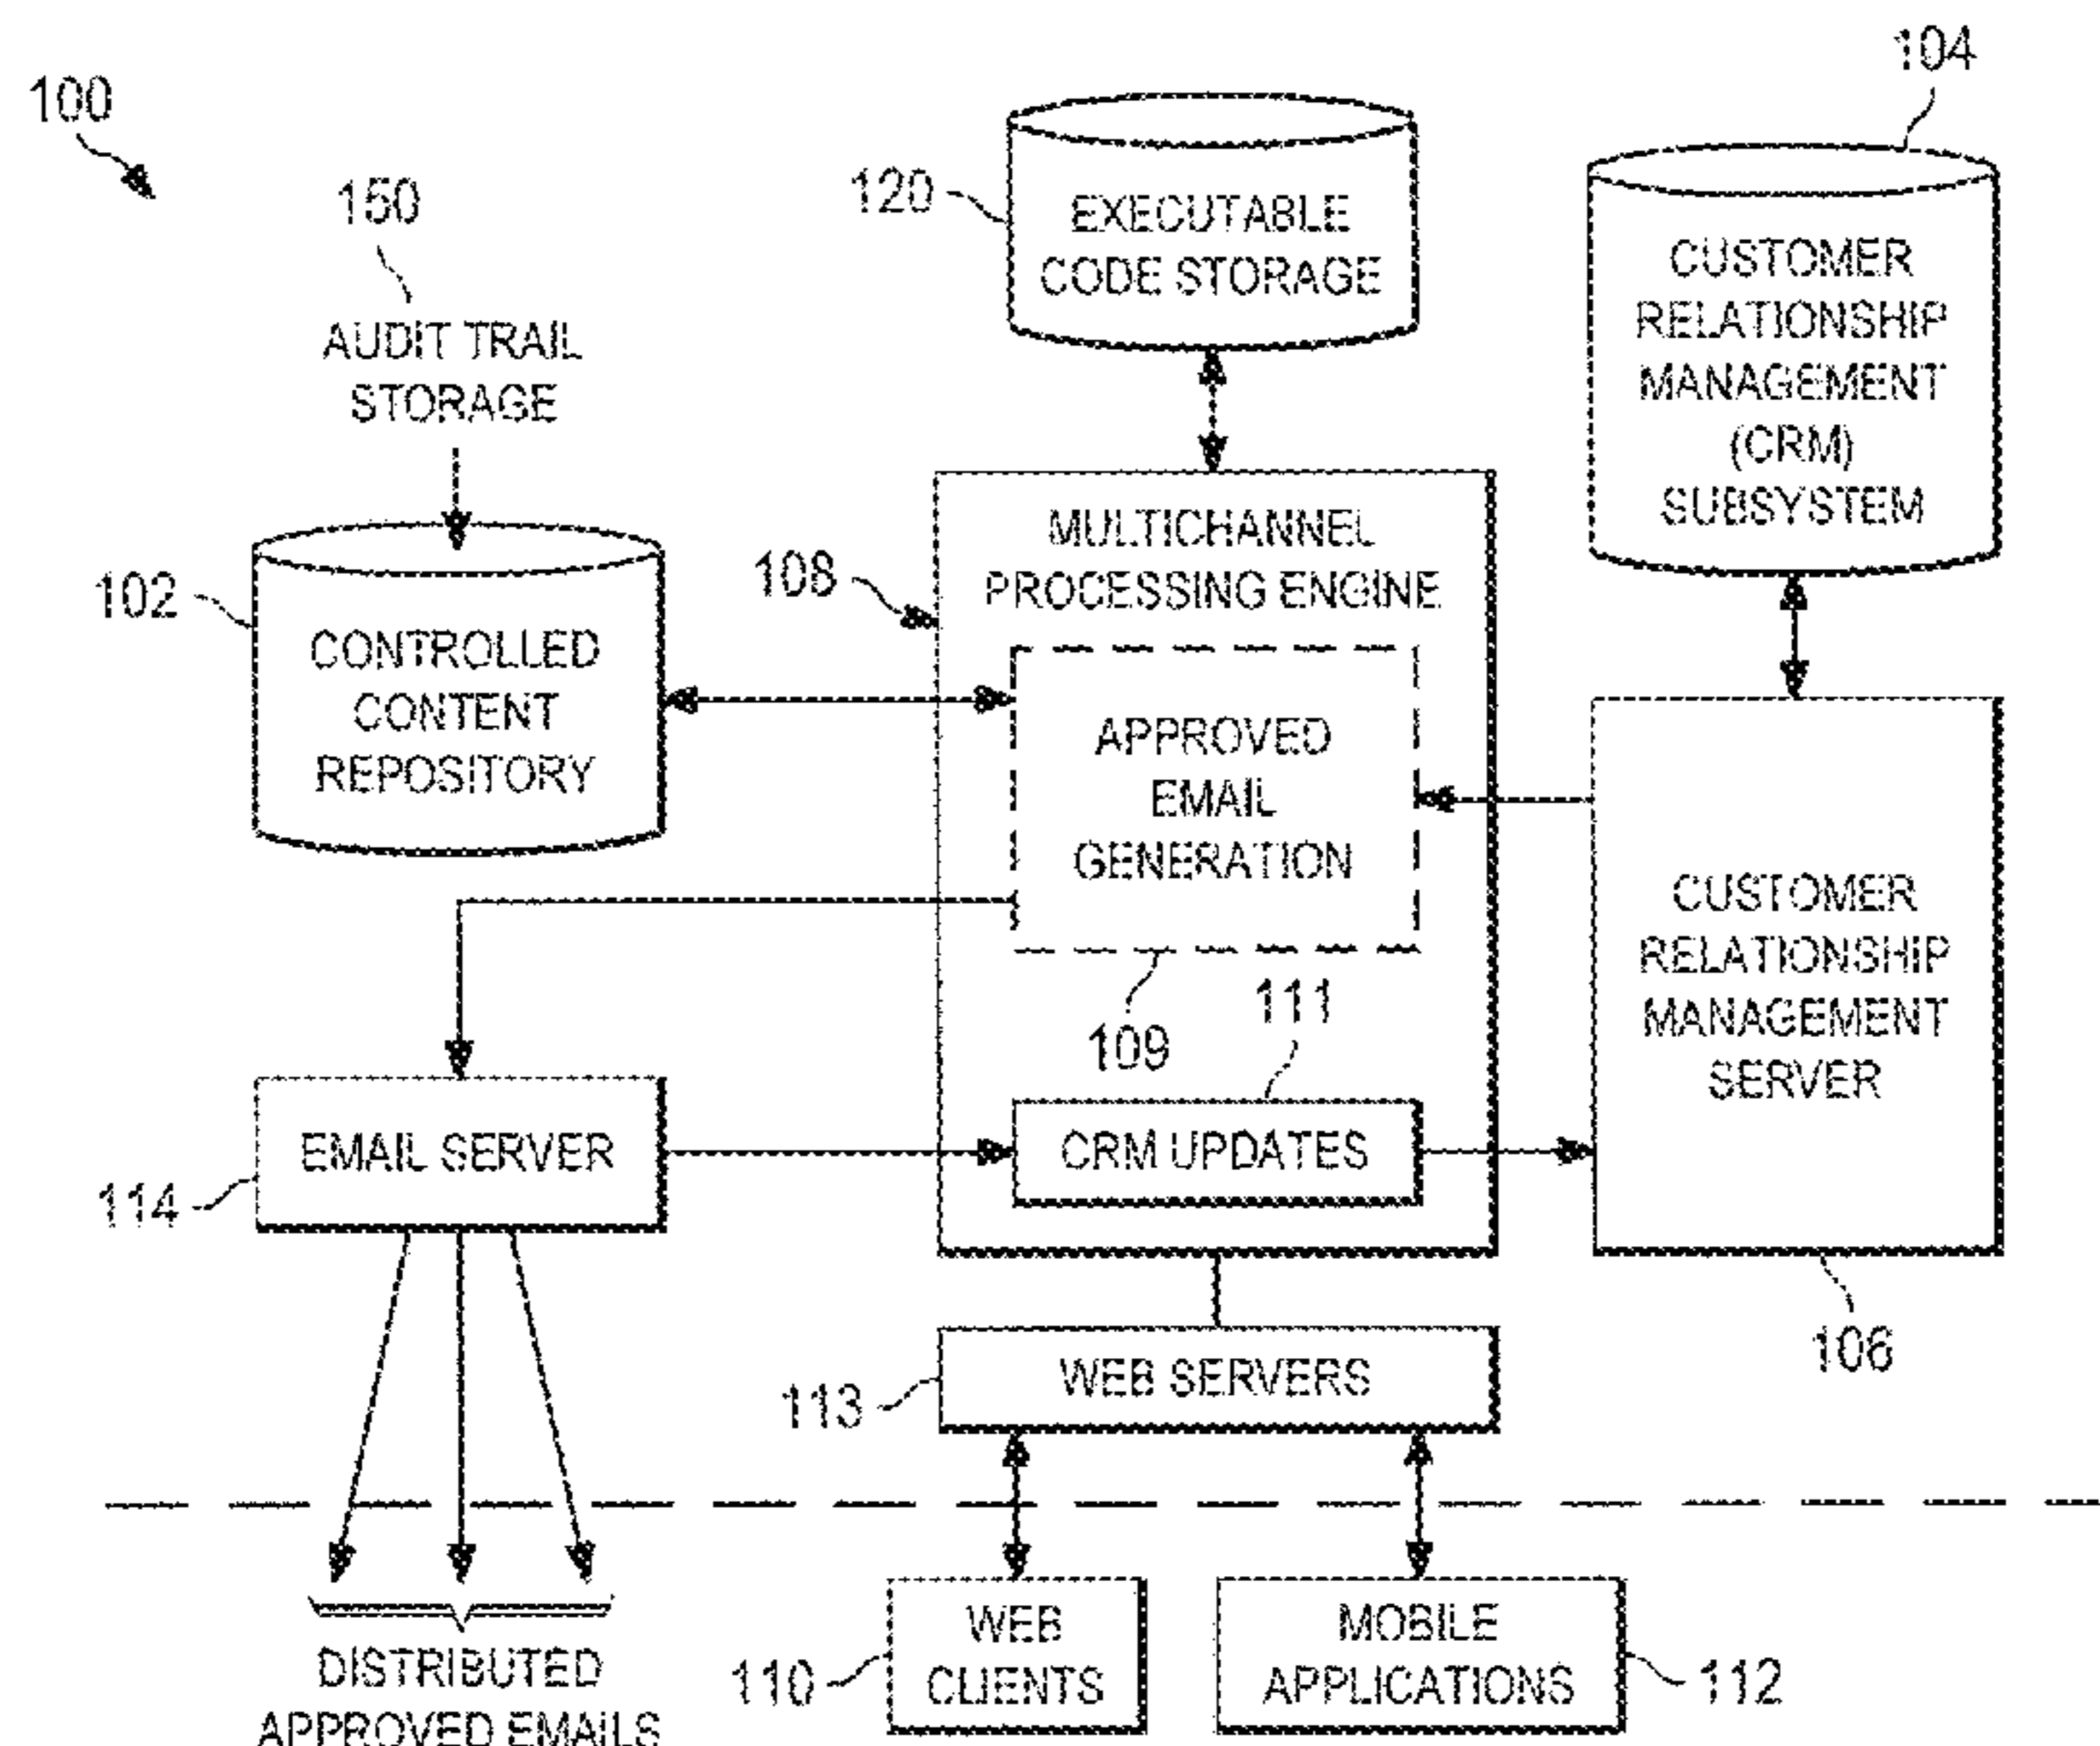 100
150
AUDIT TRAIL
STORAGE
120
EXECUTABLE
CODE STORAGE
104
CUSTOMER
RELATIONSHIP
MANAGEMENT
(CRM)
SUBSYSTEM
102
CONTROLLED
CONTENT
REPOSITORY
108
MULTICHANNEL
PROCESSING ENGINE
APPROVED
EMAIL
GENERATION
109
111
CRM UPDATES
CUSTOMER
RELATIONSHIP
MANAGEMENT
SERVER
106
EMAIL SERVER
114
113
WEB SERVERS
DISTRIBUTED
APPROVED EMAILS
110
WEB
CLIENTS
MOBILE
APPLICATIONS
112